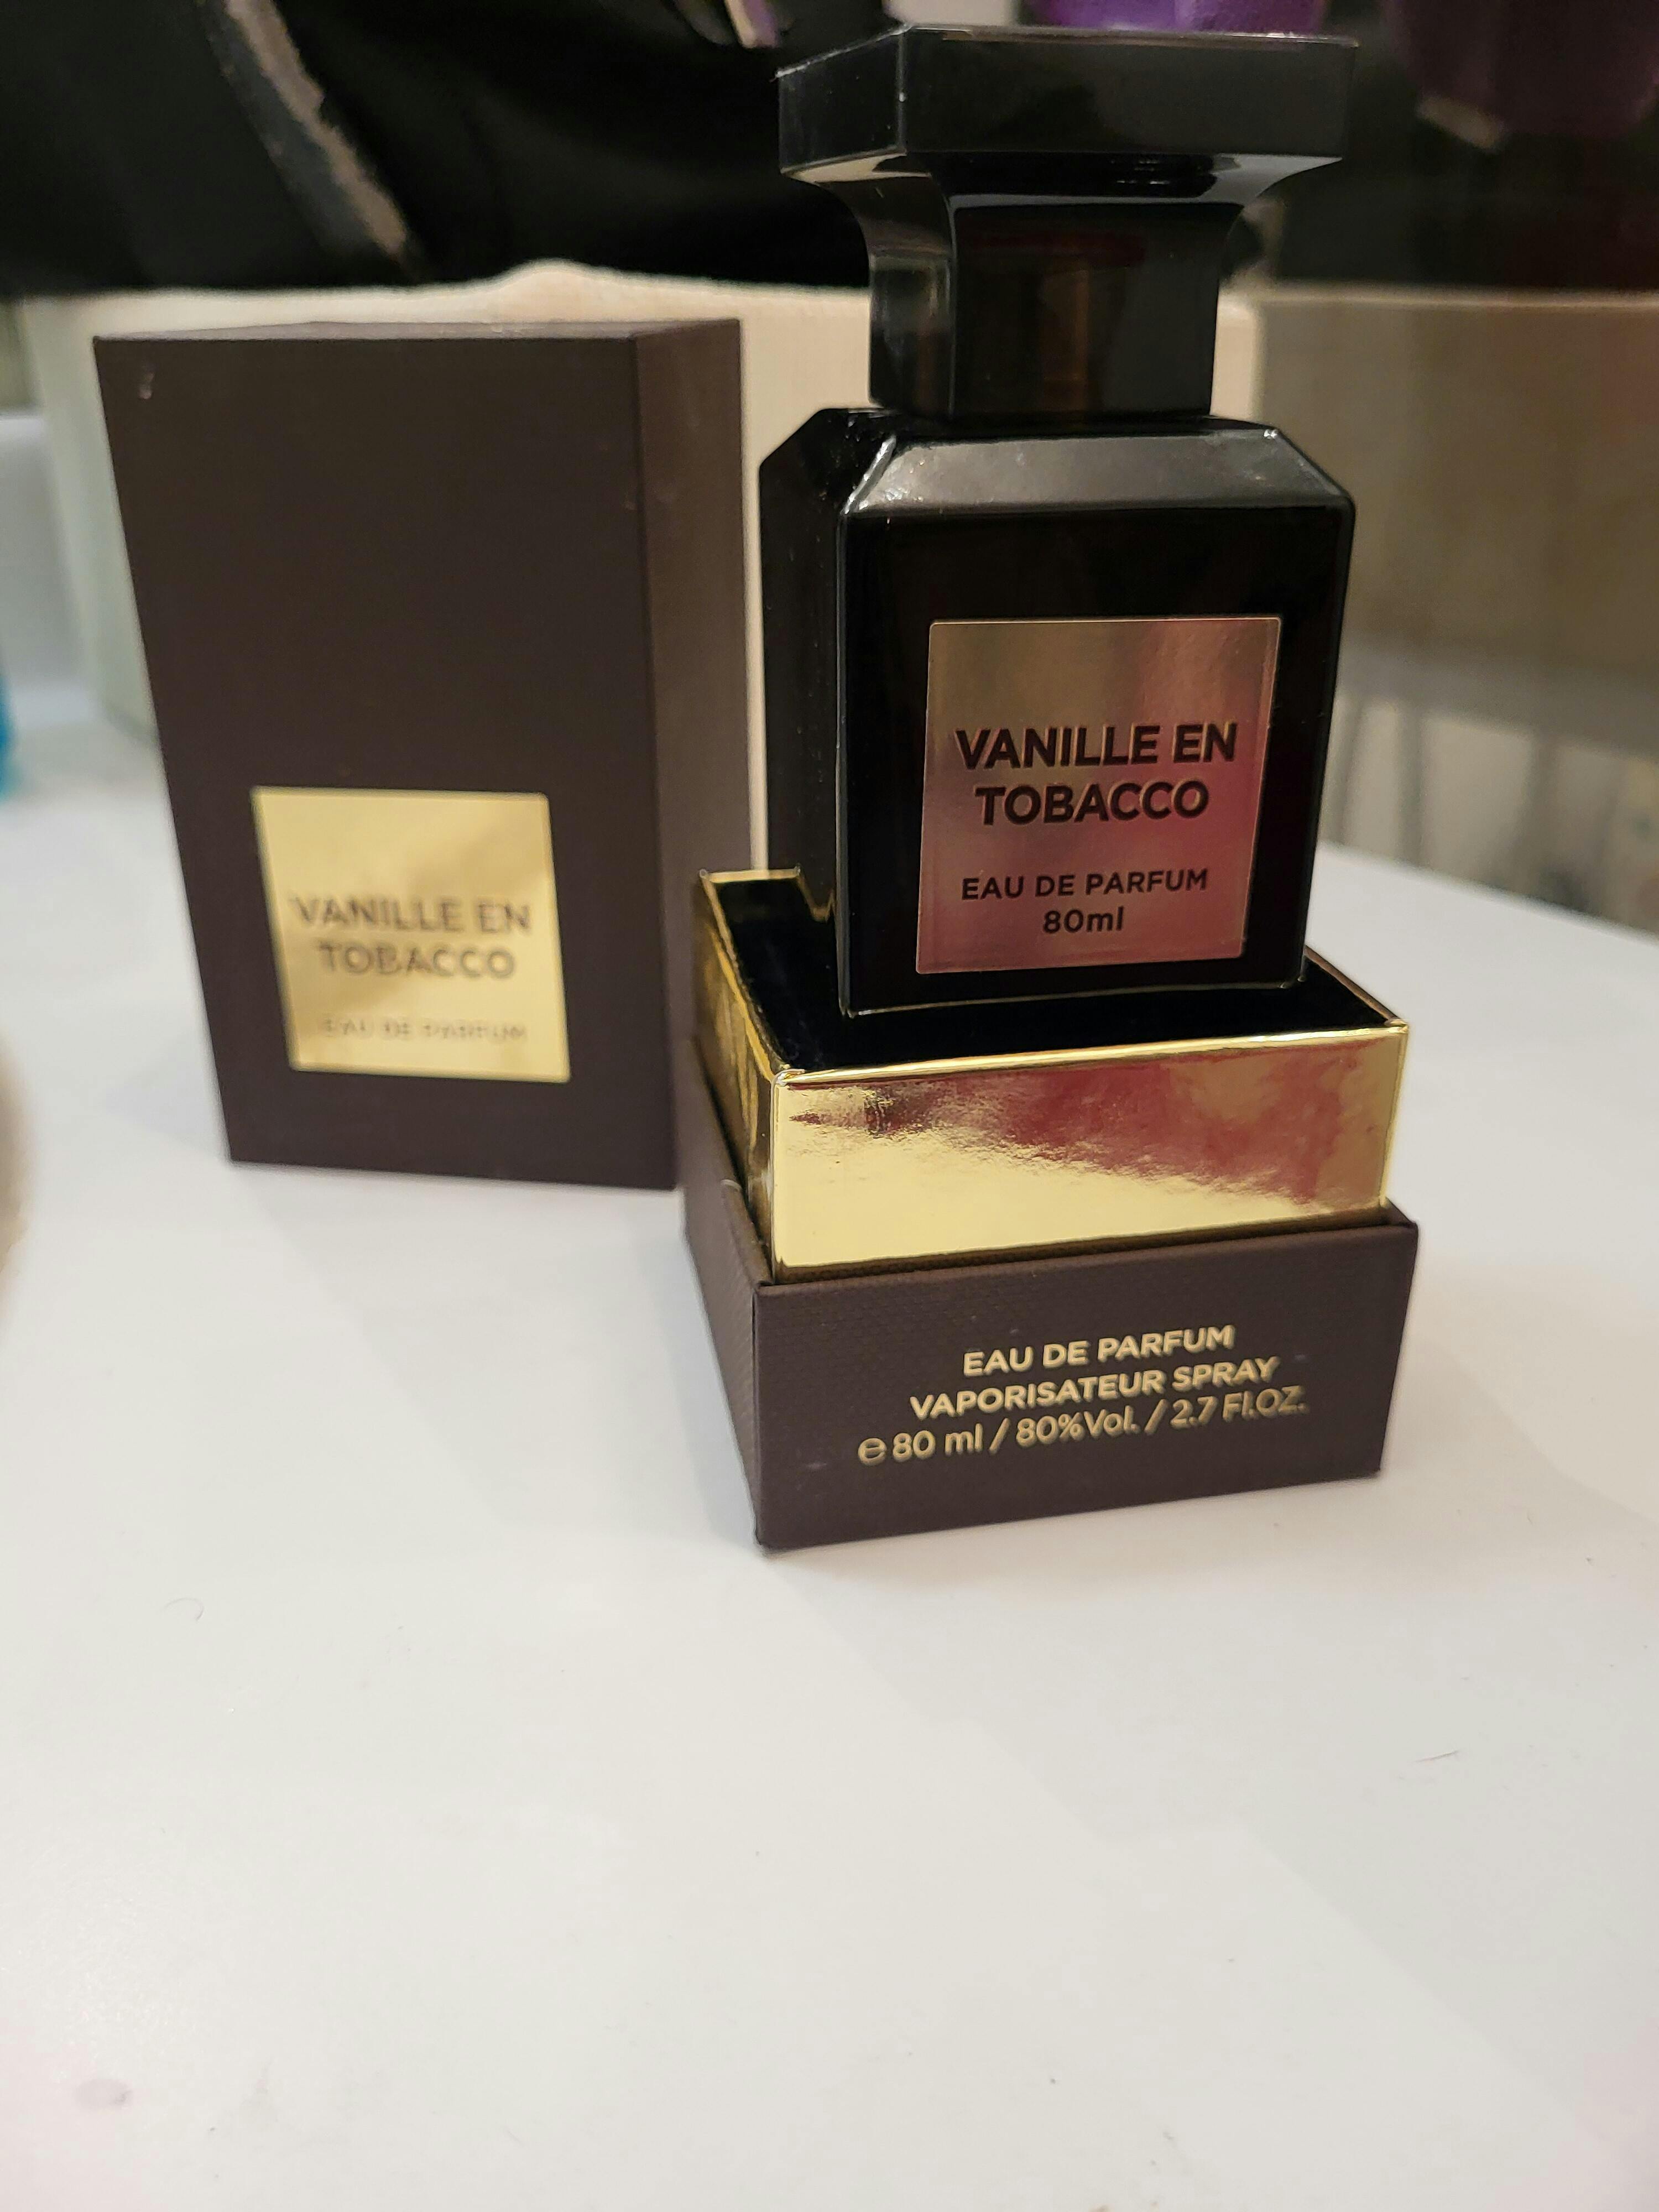 VANILLE EN
TOBACCO
EAU DE PARFUM
VANILLE EN
TOBACCO
EAU DE PARFUM
80ml
EAU DE PARFUM
VAPORISATEUR SPRAY
℮ 80 ml / 80%Vol. / 2.7 Fl.OZ.